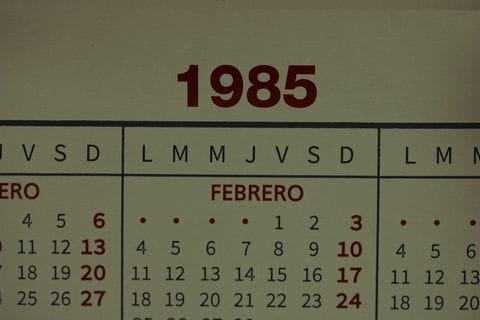 1985
V S D L M M J V S D L M M
ERO FEBRERO
4 5 6 • • • • 1 2 3 • • •
11 12 13 4 5 6 7 8 9 10 4 5 6
18 19 20 11 12 13 14 15 16 17 11 12 13
25 26 27 18 19 20 21 22 23 24 18 19 20